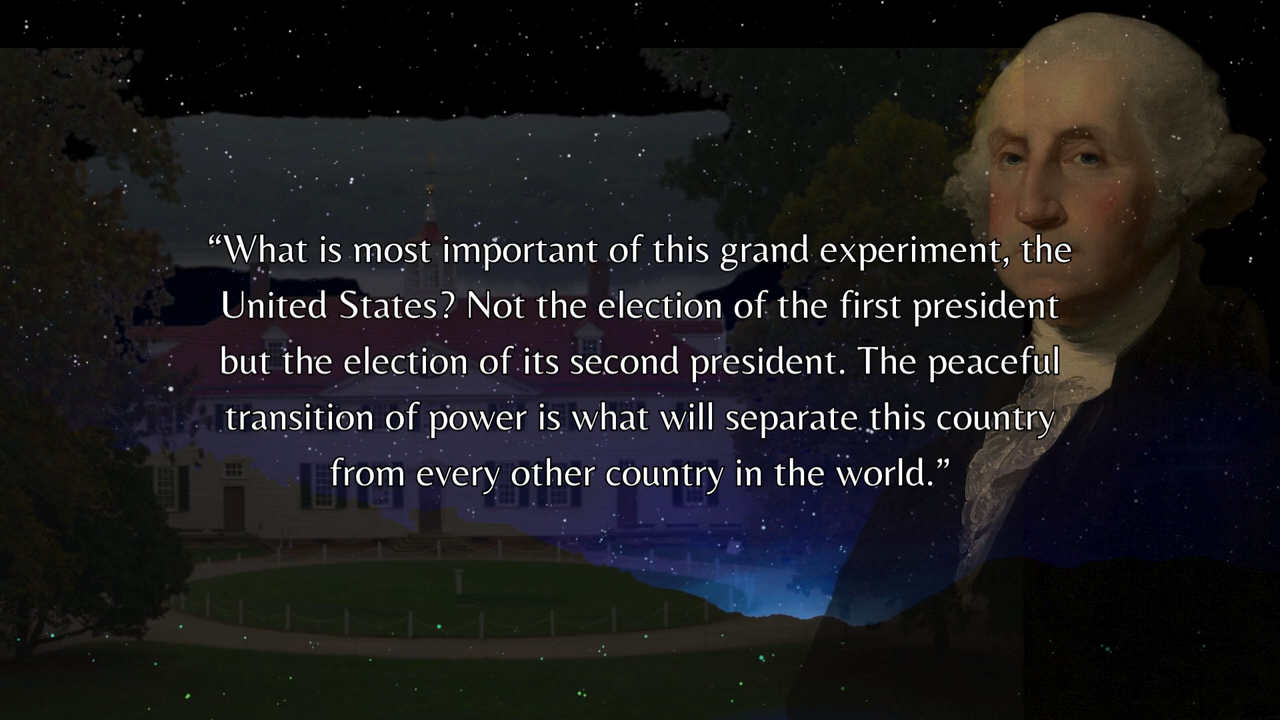 “What is most important of this grand experiment, the
United States? Not the election of the first president
but the election of its second president. The peaceful
transition of power is what will separate this country
from every other country in the world.”